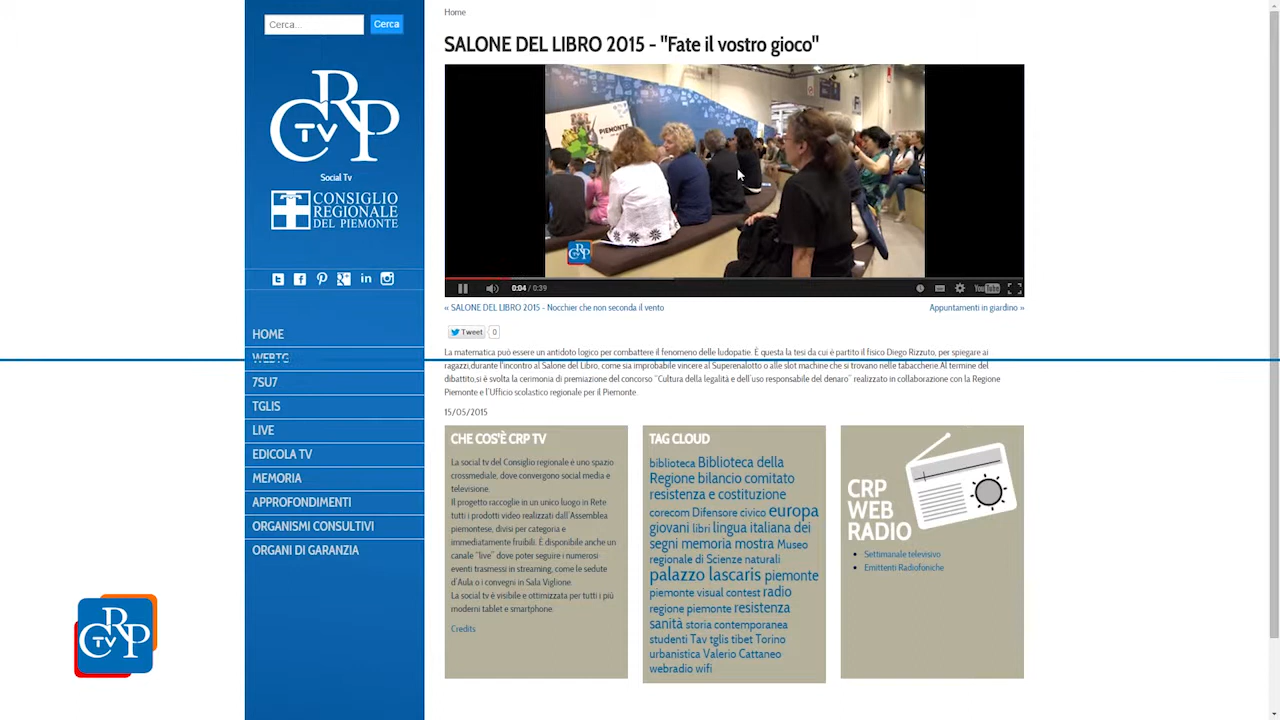 Cerca...
Cerca
CRP
TV
Social Tv
CONSIGLIO
REGIONALE
DEL PIEMONTE
HOME
WEBTG
7SU7
TGLIS
LIVE
EDICOLA TV
MEMORIA
APPROFONDIMENTI
ORGANISMI CONSULTIVI
ORGANI DI GARANZIA
CRP
TV
Home
SALONE DEL LIBRO 2015 - "Fate il vostro gioco"
PIEMONTE
CRP
0:04 / 0:39
YouTube
« SALONE DEL LIBRO 2015 - Nocchier che non seconda il vento
Appuntamenti in giardino »
Tweet
0
La matematica può essere un antidoto logico per combattere il fenomeno delle ludopatie. È questa la tesi da cui è partito il fisico Diego Rizzuto, per spiegare ai
ragazzi,durante l'incontro al Salone del Libro, come sia improbabile vincere al Superenalotto o alle slot machine che si trovano nelle tabaccherie.Al termine del
dibattito,si è svolta la cerimonia di premiazione del concorso "Cultura della legalità e dell'uso responsabile del denaro" realizzato in collaborazione con la Regione
Piemonte e l'Ufficio scolastico regionale per il Piemonte.
15/05/2015
CHE COS'È CRP TV
La social tv del Consiglio regionale è uno spazio
crossmediale, dove convergono social media e
televisione.
Il progetto raccoglie in un unico luogo in Rete
tutti i prodotti video realizzati dall'Assemblea
piemontese, divisi per categoria e
immediatamente fruibili. È disponibile anche un
canale "live" dove poter seguire i numerosi
eventi trasmessi in streaming, come le sedute
d'Aula o i convegni in Sala Viglione.
La social tv è visibile e ottimizzata per tutti i più
moderni tablet e smartphone.
Credits
TAG CLOUD
biblioteca Biblioteca della
Regione bilancio comitato
resistenza e costituzione
corecom Difensore civico europa
giovani libri lingua italiana dei
segni memoria mostra Museo
regionale di Scienze naturali
palazzo lascaris piemonte
piemonte visual contest radio
regione piemonte resistenza
sanità storia contemporanea
studenti Tav tglis tibet Torino
urbanistica Valerio Cattaneo
webradio wifi
CRP
WEB
RADIO
Settimanale televisivo
Emittenti Radiofoniche